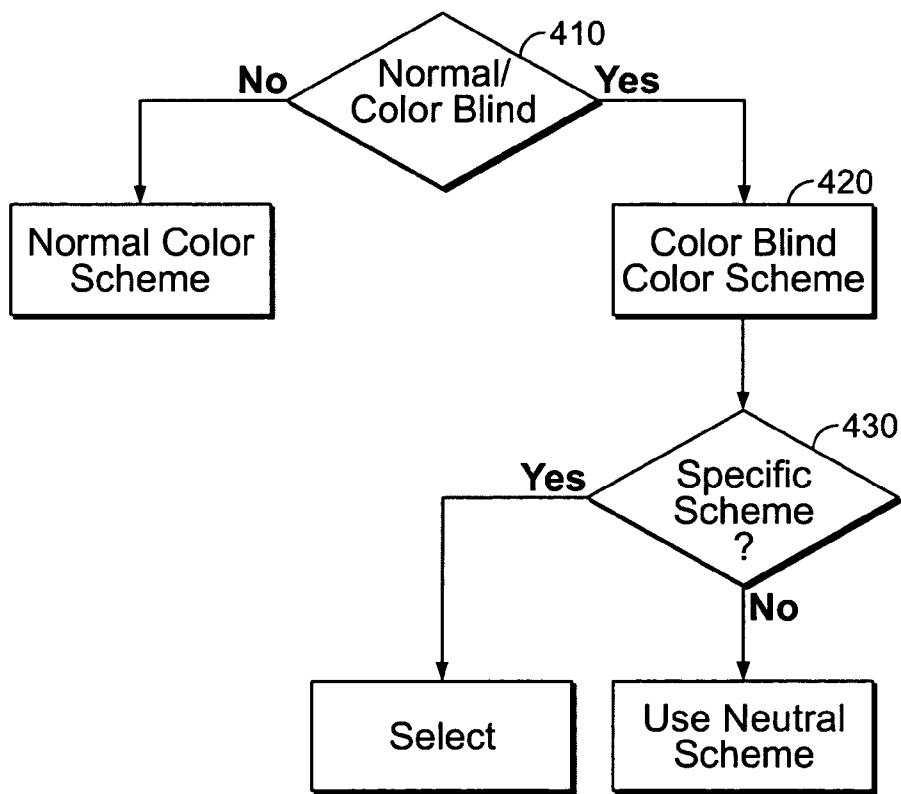 410
Normal/
Color Blind
No
Yes
420
Normal Color
Scheme
Color Blind
Color Scheme
430
Specific
Scheme
?
Yes
No
Select
Use Neutral
Scheme